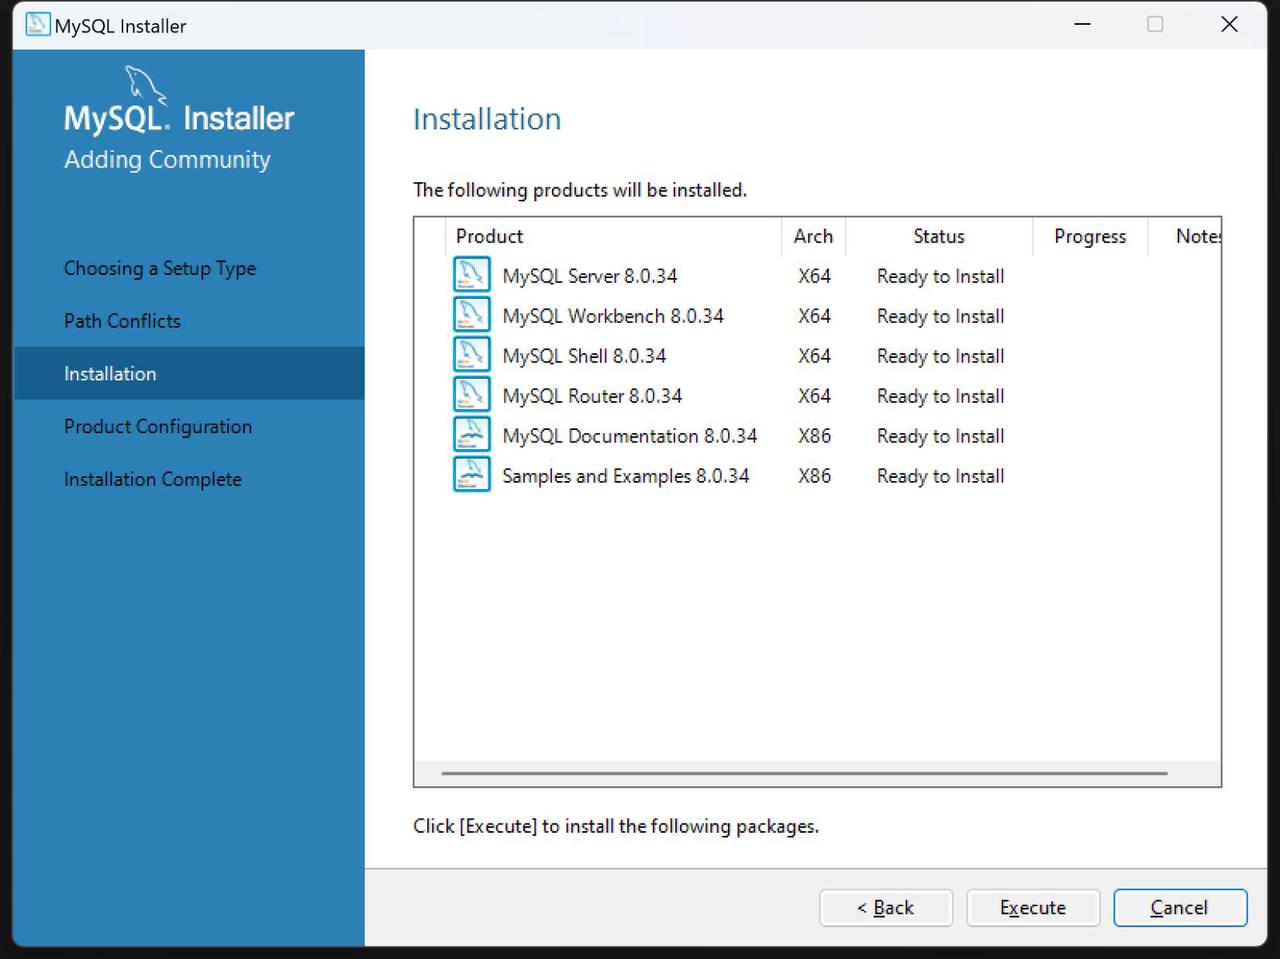 MySQL Installer
MySQL. Installer
Adding Community
Choosing a Setup Type
Path Conflicts
Installation
Product Configuration
Installation Complete
Installation
The following products will be installed.
Product Arch Status Progress Notes
MySQL Server 8.0.34 X64 Ready to Install
MySQL Workbench 8.0.34 X64 Ready to Install
MySQL Shell 8.0.34 X64 Ready to Install
MySQL Router 8.0.34 X64 Ready to Install
MySQL Documentation 8.0.34 X86 Ready to Install
Samples and Examples 8.0.34 X86 Ready to Install
Click [Execute] to install the following packages.
< Back Execute Cancel